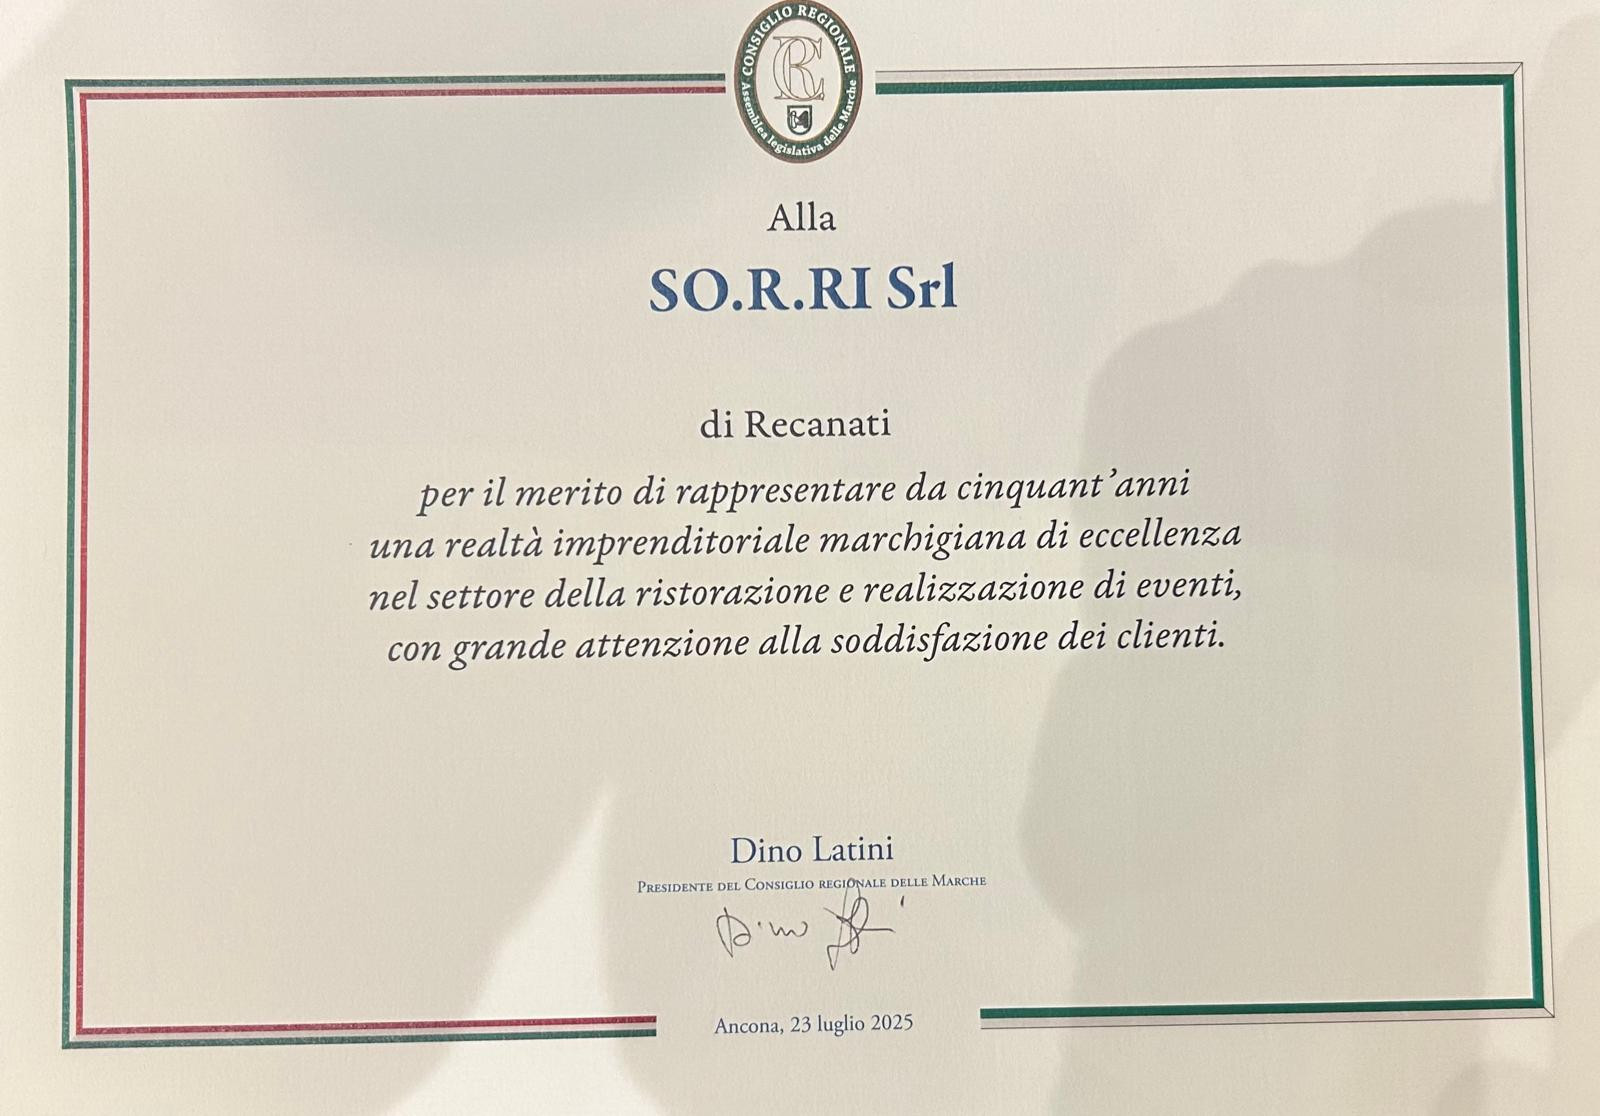 CONSIGLIO REGIONALE
Assemblea legislativa delle Marche
Alla
SO.R.RI Srl
di Recanati
per il merito di rappresentare da cinquant’anni
una realtà imprenditoriale marchigiana di eccellenza
nel settore della ristorazione e realizzazione di eventi,
con grande attenzione alla soddisfazione dei clienti.
Dino Latini
Presidente del Consiglio regionale delle Marche
Ancona, 23 luglio 2025